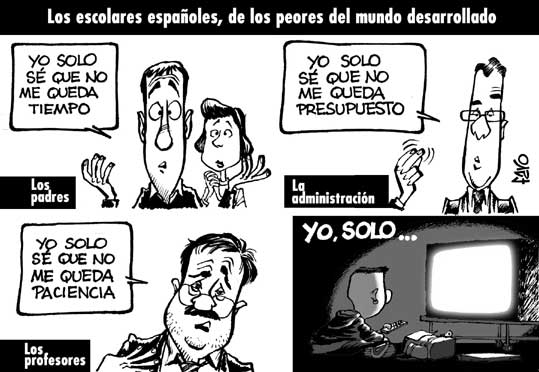 Los escolares españoles, de los peores del mundo desarrollado
YO SOLO
SÉ QUE NO
ME QUEDA
TIEMPO
Los
padres
YO SOLO
SÉ QUE NO
ME QUEDA
PRESUPUESTO
La
administración
PAYO
YO SOLO
SÉ QUE NO
ME QUEDA
PACIENCIA
Los
profesores
YO, SOLO...